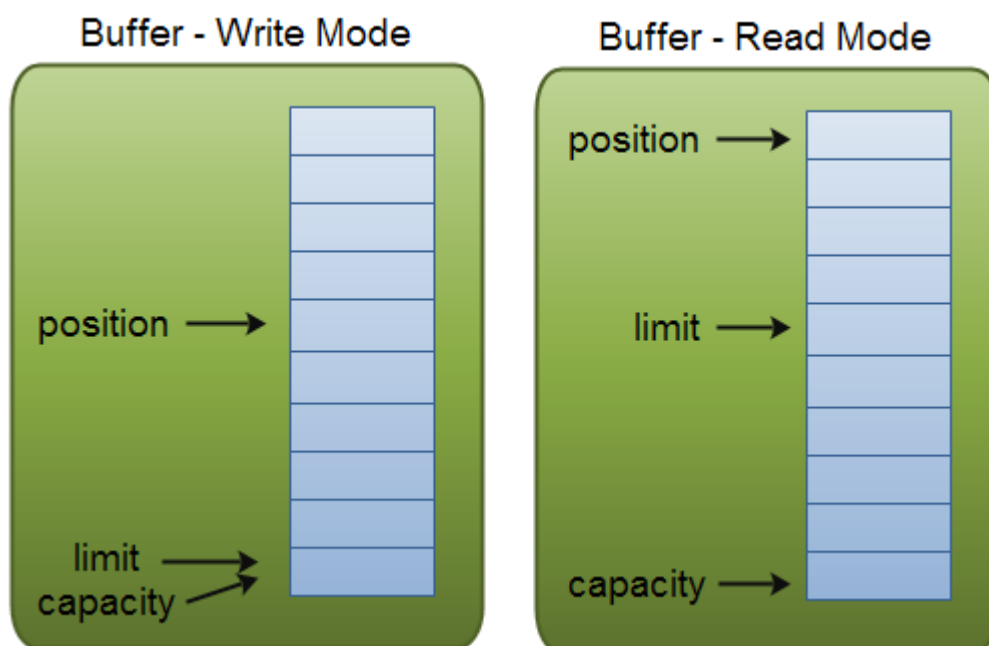 Buffer - Write Mode
position
limit
capacity
Buffer - Read Mode
position
limit
capacity